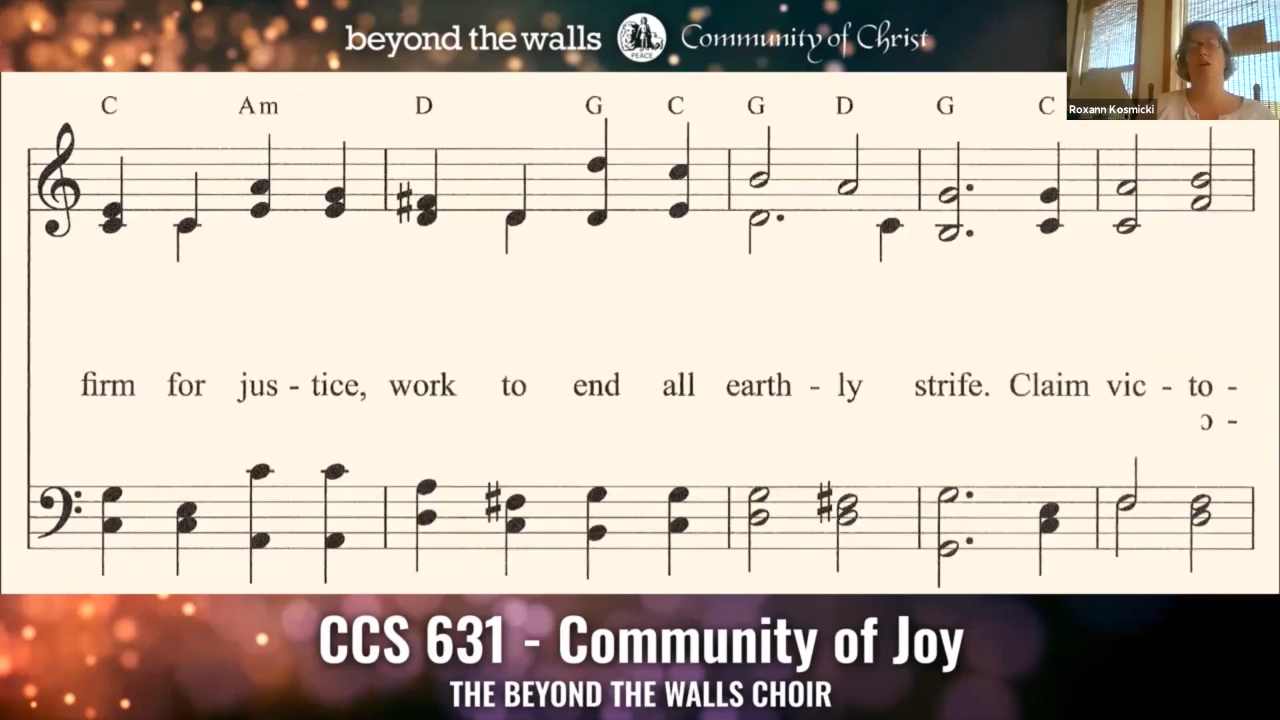 beyond the walls PEACE Community of Christ
Roxann Kosmicki
C Am D G C G D G C
firm for jus - tice, work to end all earth - ly strife. Claim vic - to -
CCS 631 - Community of Joy
THE BEYOND THE WALLS CHOIR